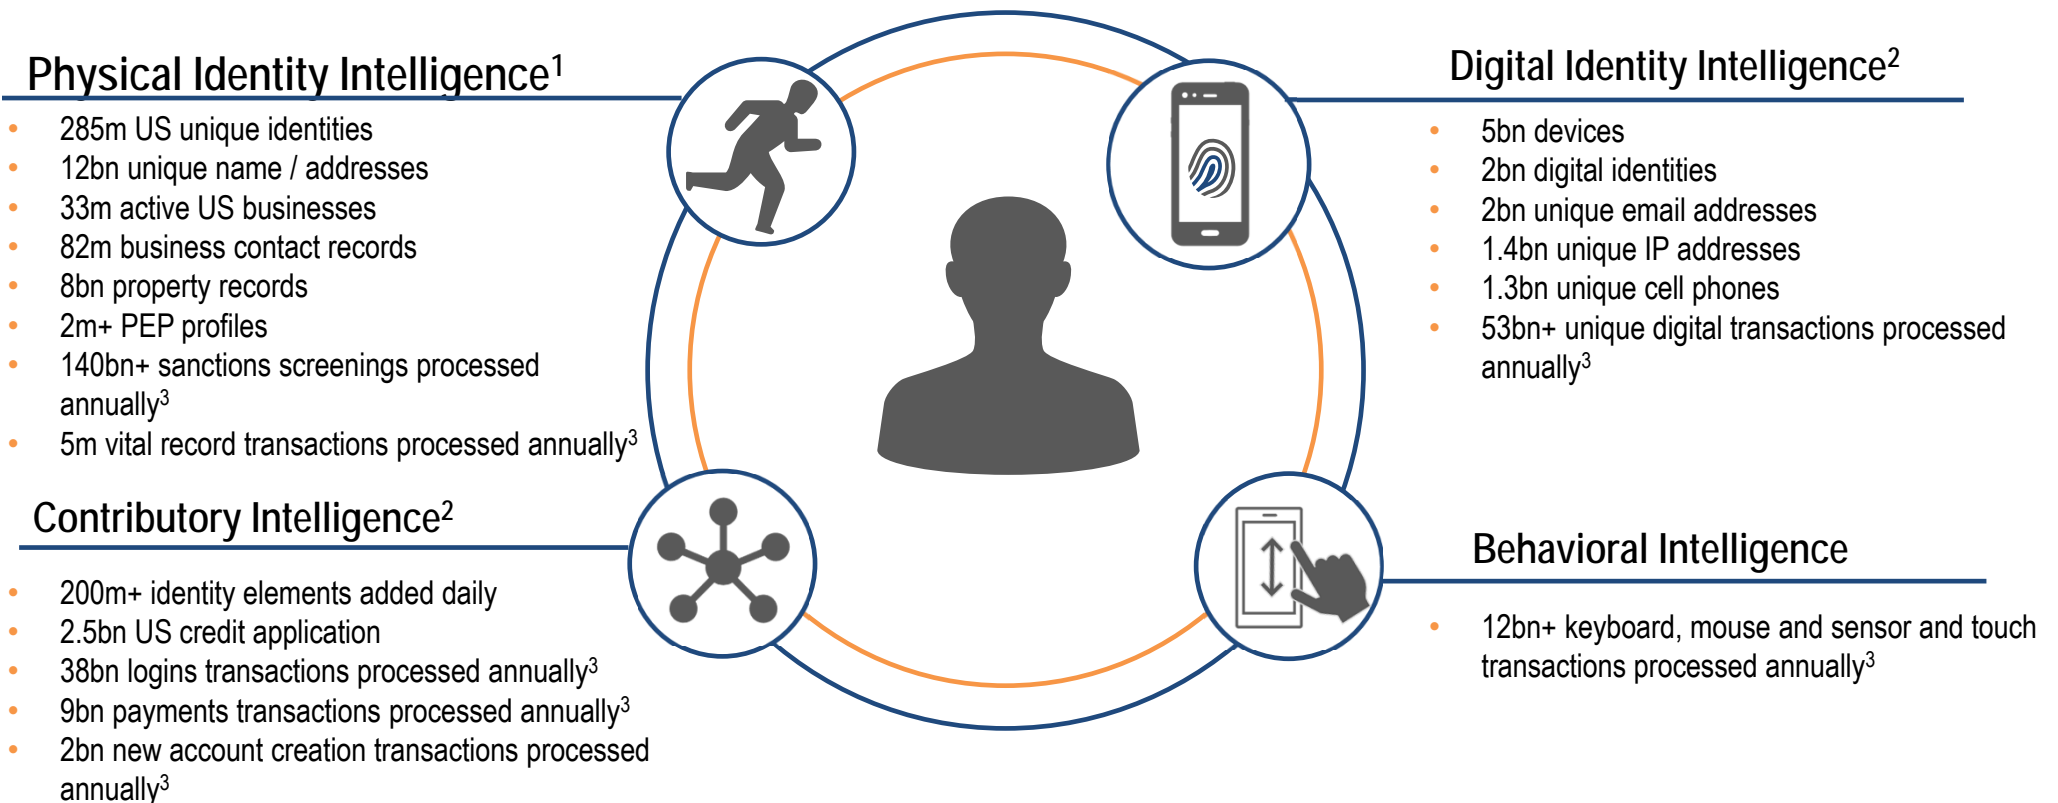 Physical Identity Intelligence¹
• 285m US unique identities
• 12bn unique name / addresses
• 33m active US businesses
• 82m business contact records
• 8bn property records
• 2m+ PEP profiles
• 140bn+ sanctions screenings processed
annually³
• 5m vital record transactions processed annually³
Contributory Intelligence²
• 200m+ identity elements added daily
• 2.5bn US credit application
• 38bn logins transactions processed annually³
• 9bn payments transactions processed annually³
• 2bn new account creation transactions processed
annually³
Digital Identity Intelligence²
• 5bn devices
• 2bn digital identities
• 2bn unique email addresses
• 1.4bn unique IP addresses
• 1.3bn unique cell phones
• 53bn+ unique digital transactions processed
annually³
Behavioral Intelligence
• 12bn+ keyboard, mouse and sensor and touch
transactions processed annually³